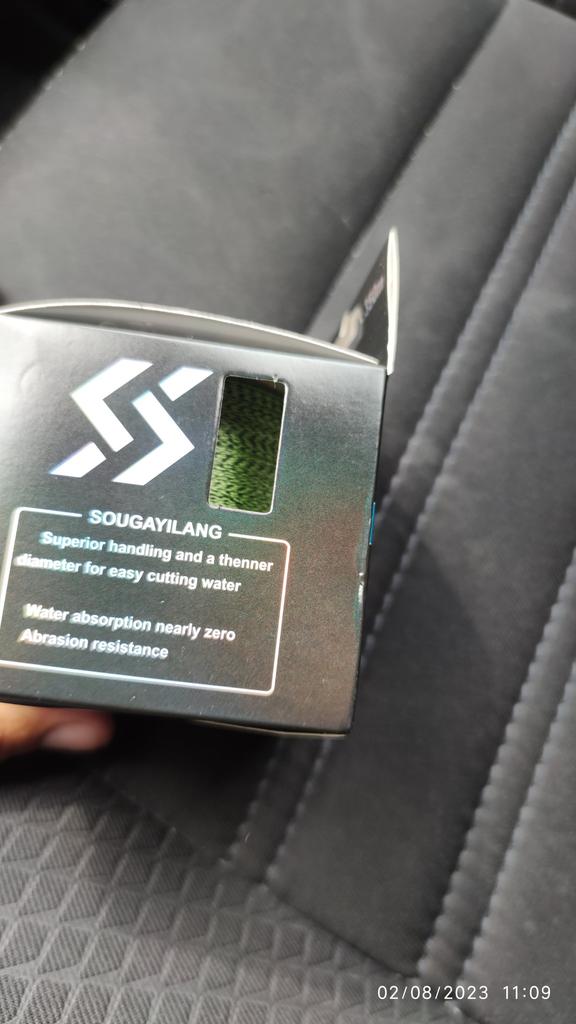 SOUGAYILANG
Superior handling and a thenner
diameter for easy cutting water
Water absorption nearly zero
Abrasion resistance
02/08/2023 11:09